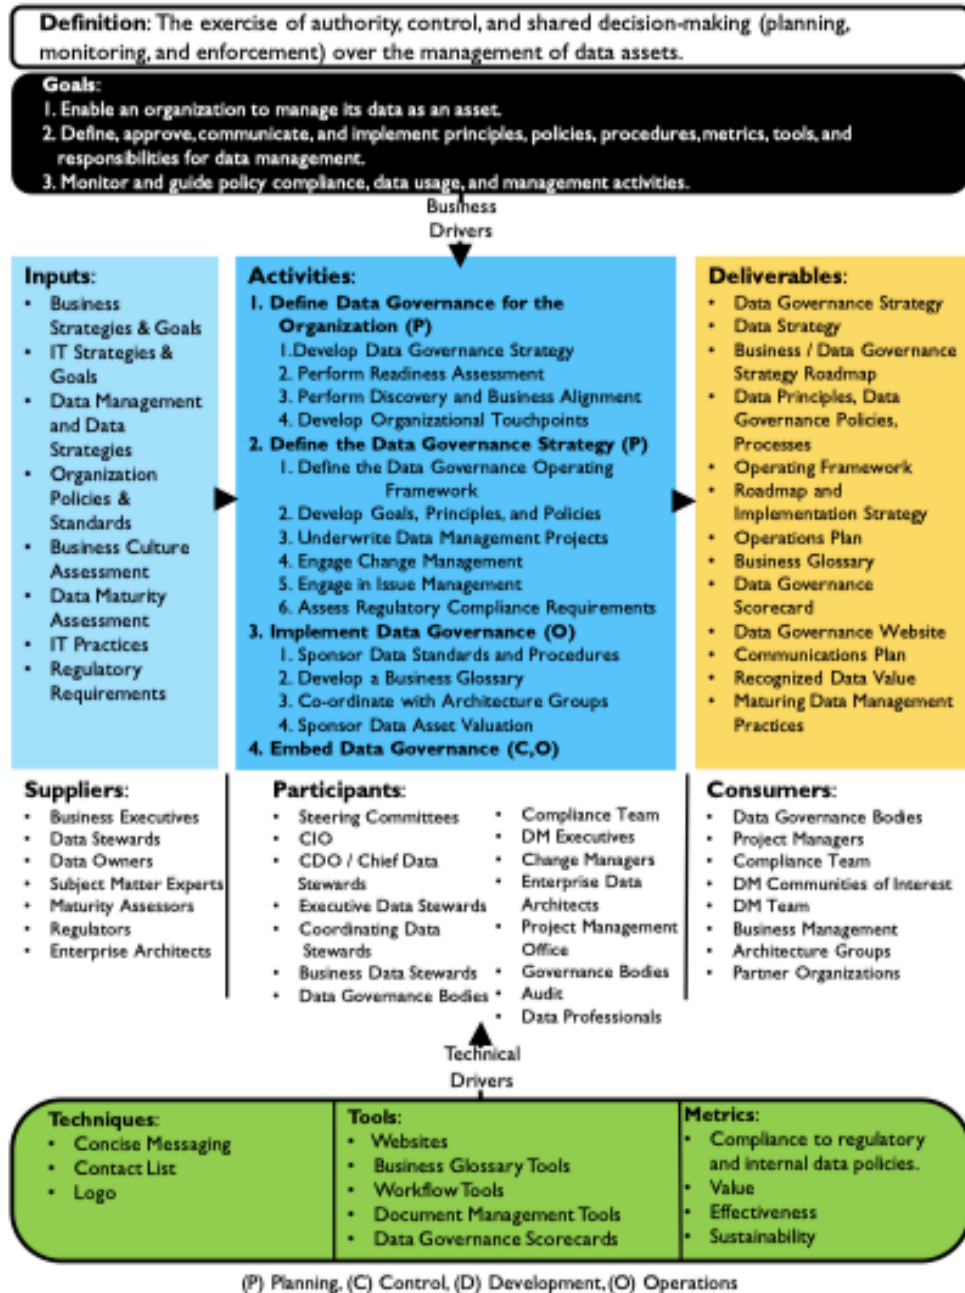 Definition: The exercise of authority, control, and shared decision-making (planning,
monitoring, and enforcement) over the management of data assets.
Goals:
1. Enable an organization to manage its data as an asset.
2. Define, approve, communicate, and implement principles, policies, procedures, metrics, tools, and
responsibilities for data management.
3. Monitor and guide policy compliance, data usage, and management activities.
Business
Drivers
Inputs:
• Business
Strategies & Goals
• IT Strategies &
Goals
• Data Management
and Data
Strategies
• Organization
Policies &
Standards
• Business Culture
Assessment
• Data Maturity
Assessment
• IT Practices
• Regulatory
Requirements
Activities:
1. Define Data Governance for the
Organization (P)
1.Develop Data Governance Strategy
2. Perform Readiness Assessment
3. Perform Discovery and Business Alignment
4. Develop Organizational Touchpoints
2. Define the Data Governance Strategy (P)
1. Define the Data Governance Operating
Framework
2. Develop Goals, Principles, and Policies
3. Underwrite Data Management Projects
4. Engage Change Management
5. Engage in Issue Management
6. Assess Regulatory Compliance Requirements
3. Implement Data Governance (O)
1. Sponsor Data Standards and Procedures
2. Develop a Business Glossary
3. Co-ordinate with Architecture Groups
4. Sponsor Data Asset Valuation
4. Embed Data Governance (C,O)
Deliverables:
• Data Governance Strategy
• Data Strategy
• Business / Data Governance
Strategy Roadmap
• Data Principles, Data
Governance Policies,
Processes
• Operating Framework
• Roadmap and
Implementation Strategy
• Operations Plan
• Business Glossary
• Data Governance
Scorecard
• Data Governance Website
• Communications Plan
• Recognized Data Value
• Maturing Data Management
Practices
Suppliers:
• Business Executives
• Data Stewards
• Data Owners
• Subject Matter Experts
• Maturity Assessors
• Regulators
• Enterprise Architects
Participants:
• Steering Committees
• CIO
• CDO / Chief Data
Stewards
• Executive Data Stewards
• Coordinating Data
Stewards
• Business Data Stewards
• Data Governance Bodies
• Compliance Team
• DM Executives
• Change Managers
• Enterprise Data
Architects
• Project Management
Office
• Governance Bodies
• Audit
• Data Professionals
Consumers:
• Data Governance Bodies
• Project Managers
• Compliance Team
• DM Communities of Interest
• DM Team
• Business Management
• Architecture Groups
• Partner Organizations
Technical
Drivers
Techniques:
• Concise Messaging
• Contact List
• Logo
Tools:
• Websites
• Business Glossary Tools
• Workflow Tools
• Document Management Tools
• Data Governance Scorecards
Metrics:
• Compliance to regulatory
and internal data policies.
• Value
• Effectiveness
• Sustainability
(P) Planning, (C) Control, (D) Development, (O) Operations